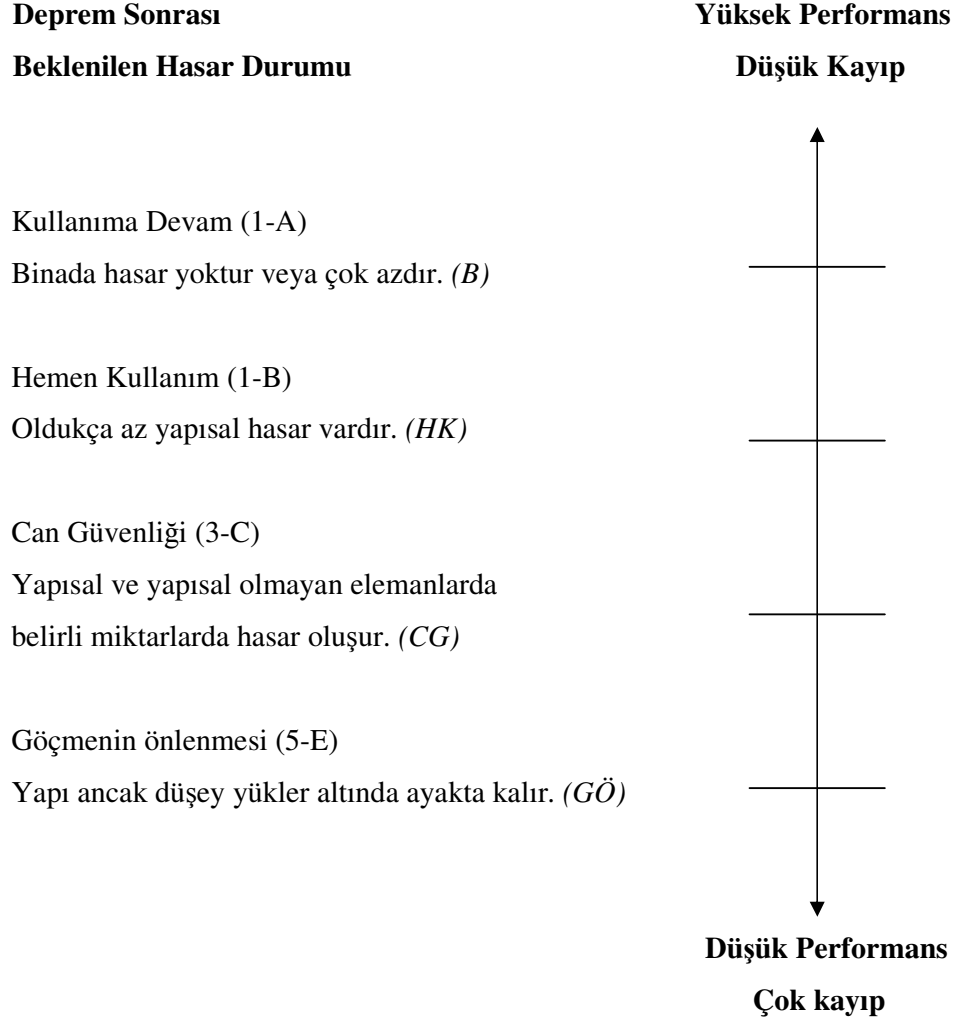 Deprem Sonrası
Beklenilen Hasar Durumu
Yüksek Performans
Düşük Kayıp
Kullanıma Devam (1-A)
Binada hasar yoktur veya çok azdır. (B)
Hemen Kullanım (1-B)
Oldukça az yapısal hasar vardır. (HK)
Can Güvenliği (3-C)
Yapısal ve yapısal olmayan elemanlarda
belirli miktarlarda hasar oluşur. (CG)
Göçmenin önlenmesi (5-E)
Yapı ancak düşey yükler altında ayakta kalır. (GÖ)
Düşük Performans
Çok kayıp